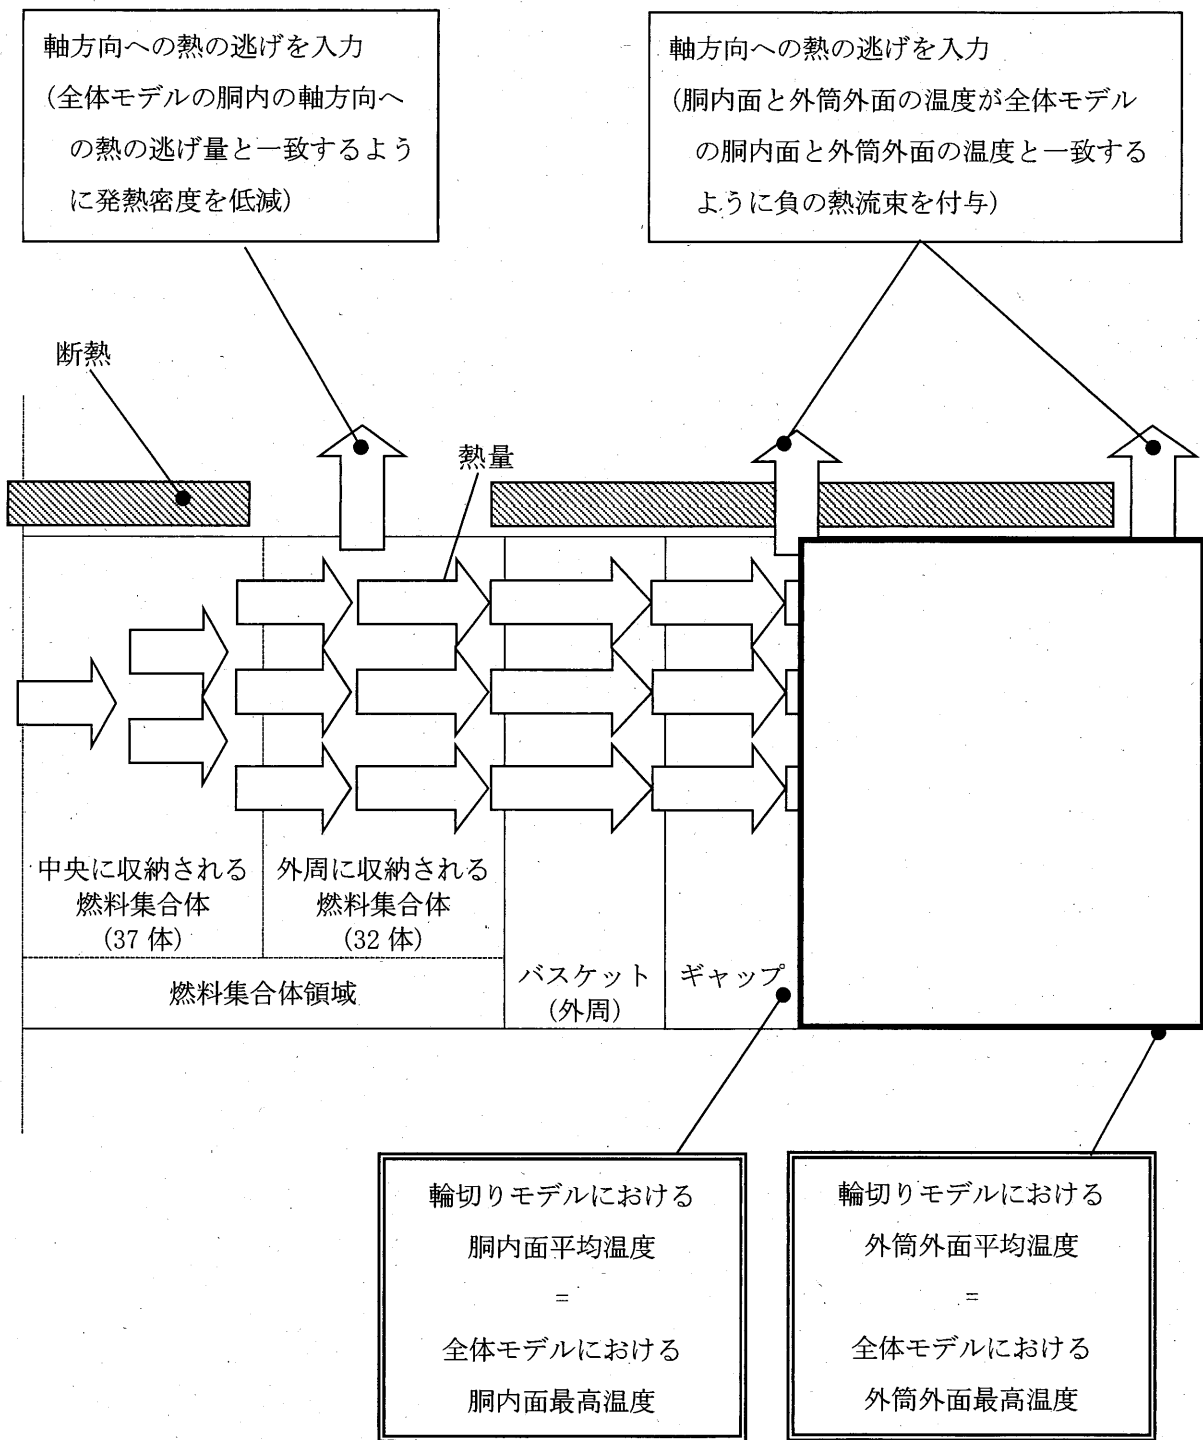 軸方向への熱の逃げを入力
(全体モデルの胴内の軸方向へ
の熱の逃げ量と一致するよう
に発熱密度を低減)
軸方向への熱の逃げを入力
(胴内面と外筒外面の温度が全体モデル
の胴内面と外筒外面の温度と一致する
ように負の熱流束を付与)
断熱
熱量
中央に収納される
燃料集合体
(37 体)
外周に収納される
燃料集合体
(32 体)
燃料集合体領域
バスケット
(外周)
ギャップ
輪切りモデルにおける
胴内面平均温度
=
全体モデルにおける
胴内面最高温度
輪切りモデルにおける
外筒外面平均温度
=
全体モデルにおける
外筒外面最高温度